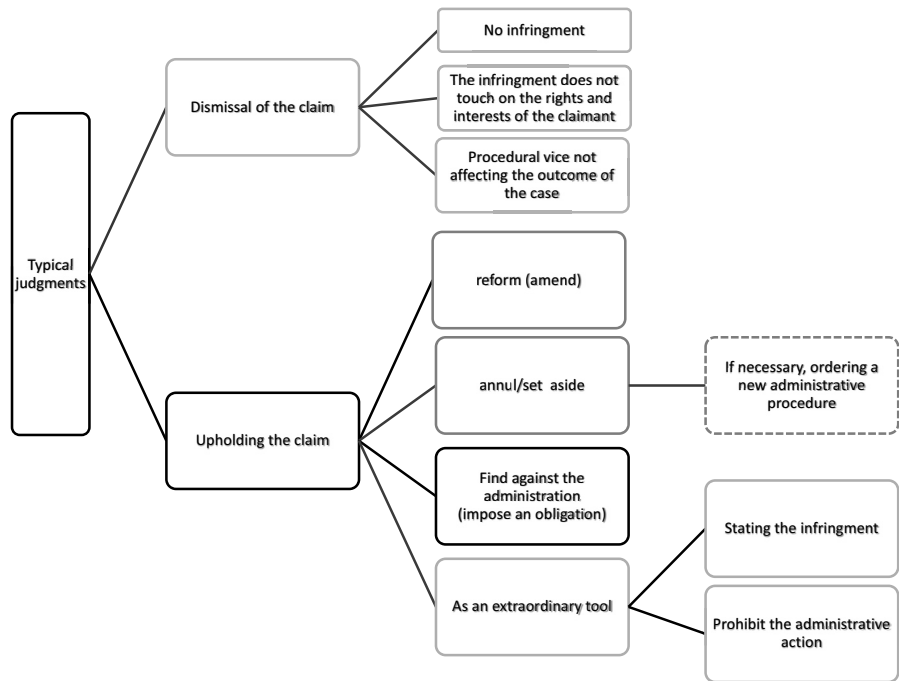 Typical
judgments
Dismissal of the claim
No infringment
The infringment does not
touch on the rights and
interests of the claimant
Procedural vice not
affecting the outcome of
the case
Upholding the claim
reform (amend)
annul/set aside
If necessary, ordering a
new administrative
procedure
Find against the
administration
(impose an obligation)
As an extraordinary tool
Stating the infringment
Prohibit the administrative
action